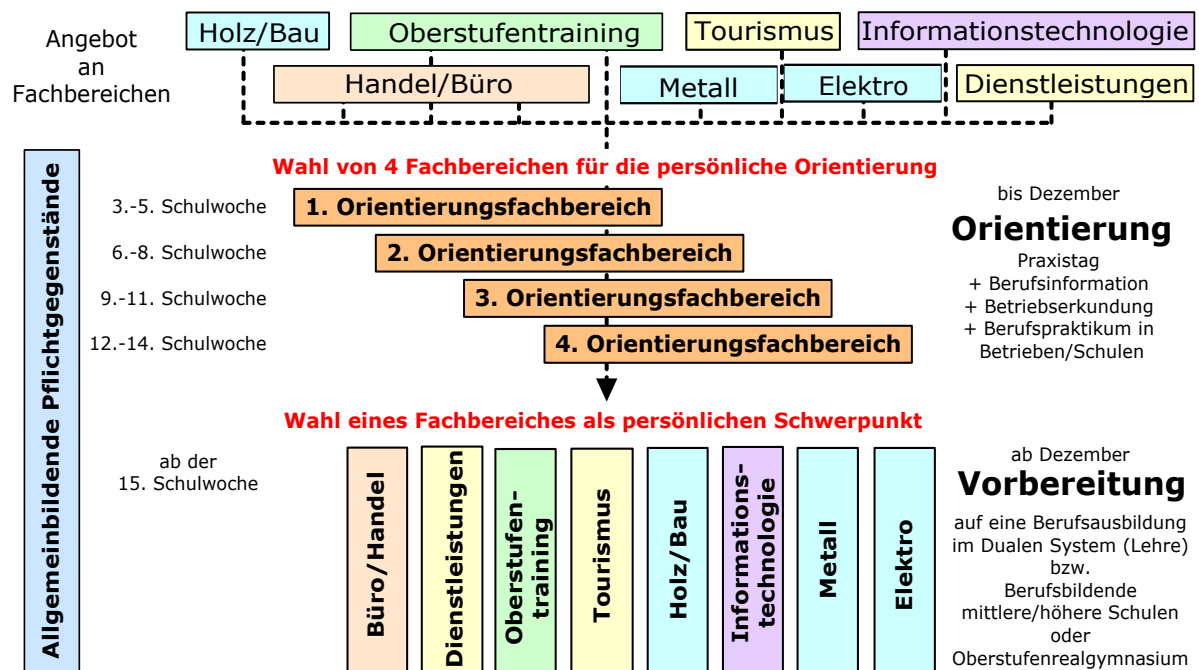 Angebot
an
Fachbereichen
Holz/Bau
Oberstufentraining
Tourismus
Informationstechnologie
Handel/Büro
Metall
Elektro
Dienstleistungen
Allgemeinbildende Pflichtgegenstände
Wahl von 4 Fachbereichen für die persönliche Orientierung
3.-5. Schulwoche
1. Orientierungsfachbereich
6.-8. Schulwoche
2. Orientierungsfachbereich
9.-11. Schulwoche
3. Orientierungsfachbereich
12.-14. Schulwoche
4. Orientierungsfachbereich
bis Dezember
Orientierung
Praxistag
+ Berufsinformation
+ Betriebserkundung
+ Berufspraktikum in
Betrieben/Schulen
Wahl eines Fachbereiches als persönlichen Schwerpunkt
ab der
15. Schulwoche
Büro/Handel
Dienstleistungen
Oberstufen-
training
Tourismus
Holz/Bau
Informations-
technologie
Metall
Elektro
ab Dezember
Vorbereitung
auf eine Berufsausbildung
im Dualen System (Lehre)
bzw.
Berufsbildende
mittlere/höhere Schulen
oder
Oberstufenrealgymnasium